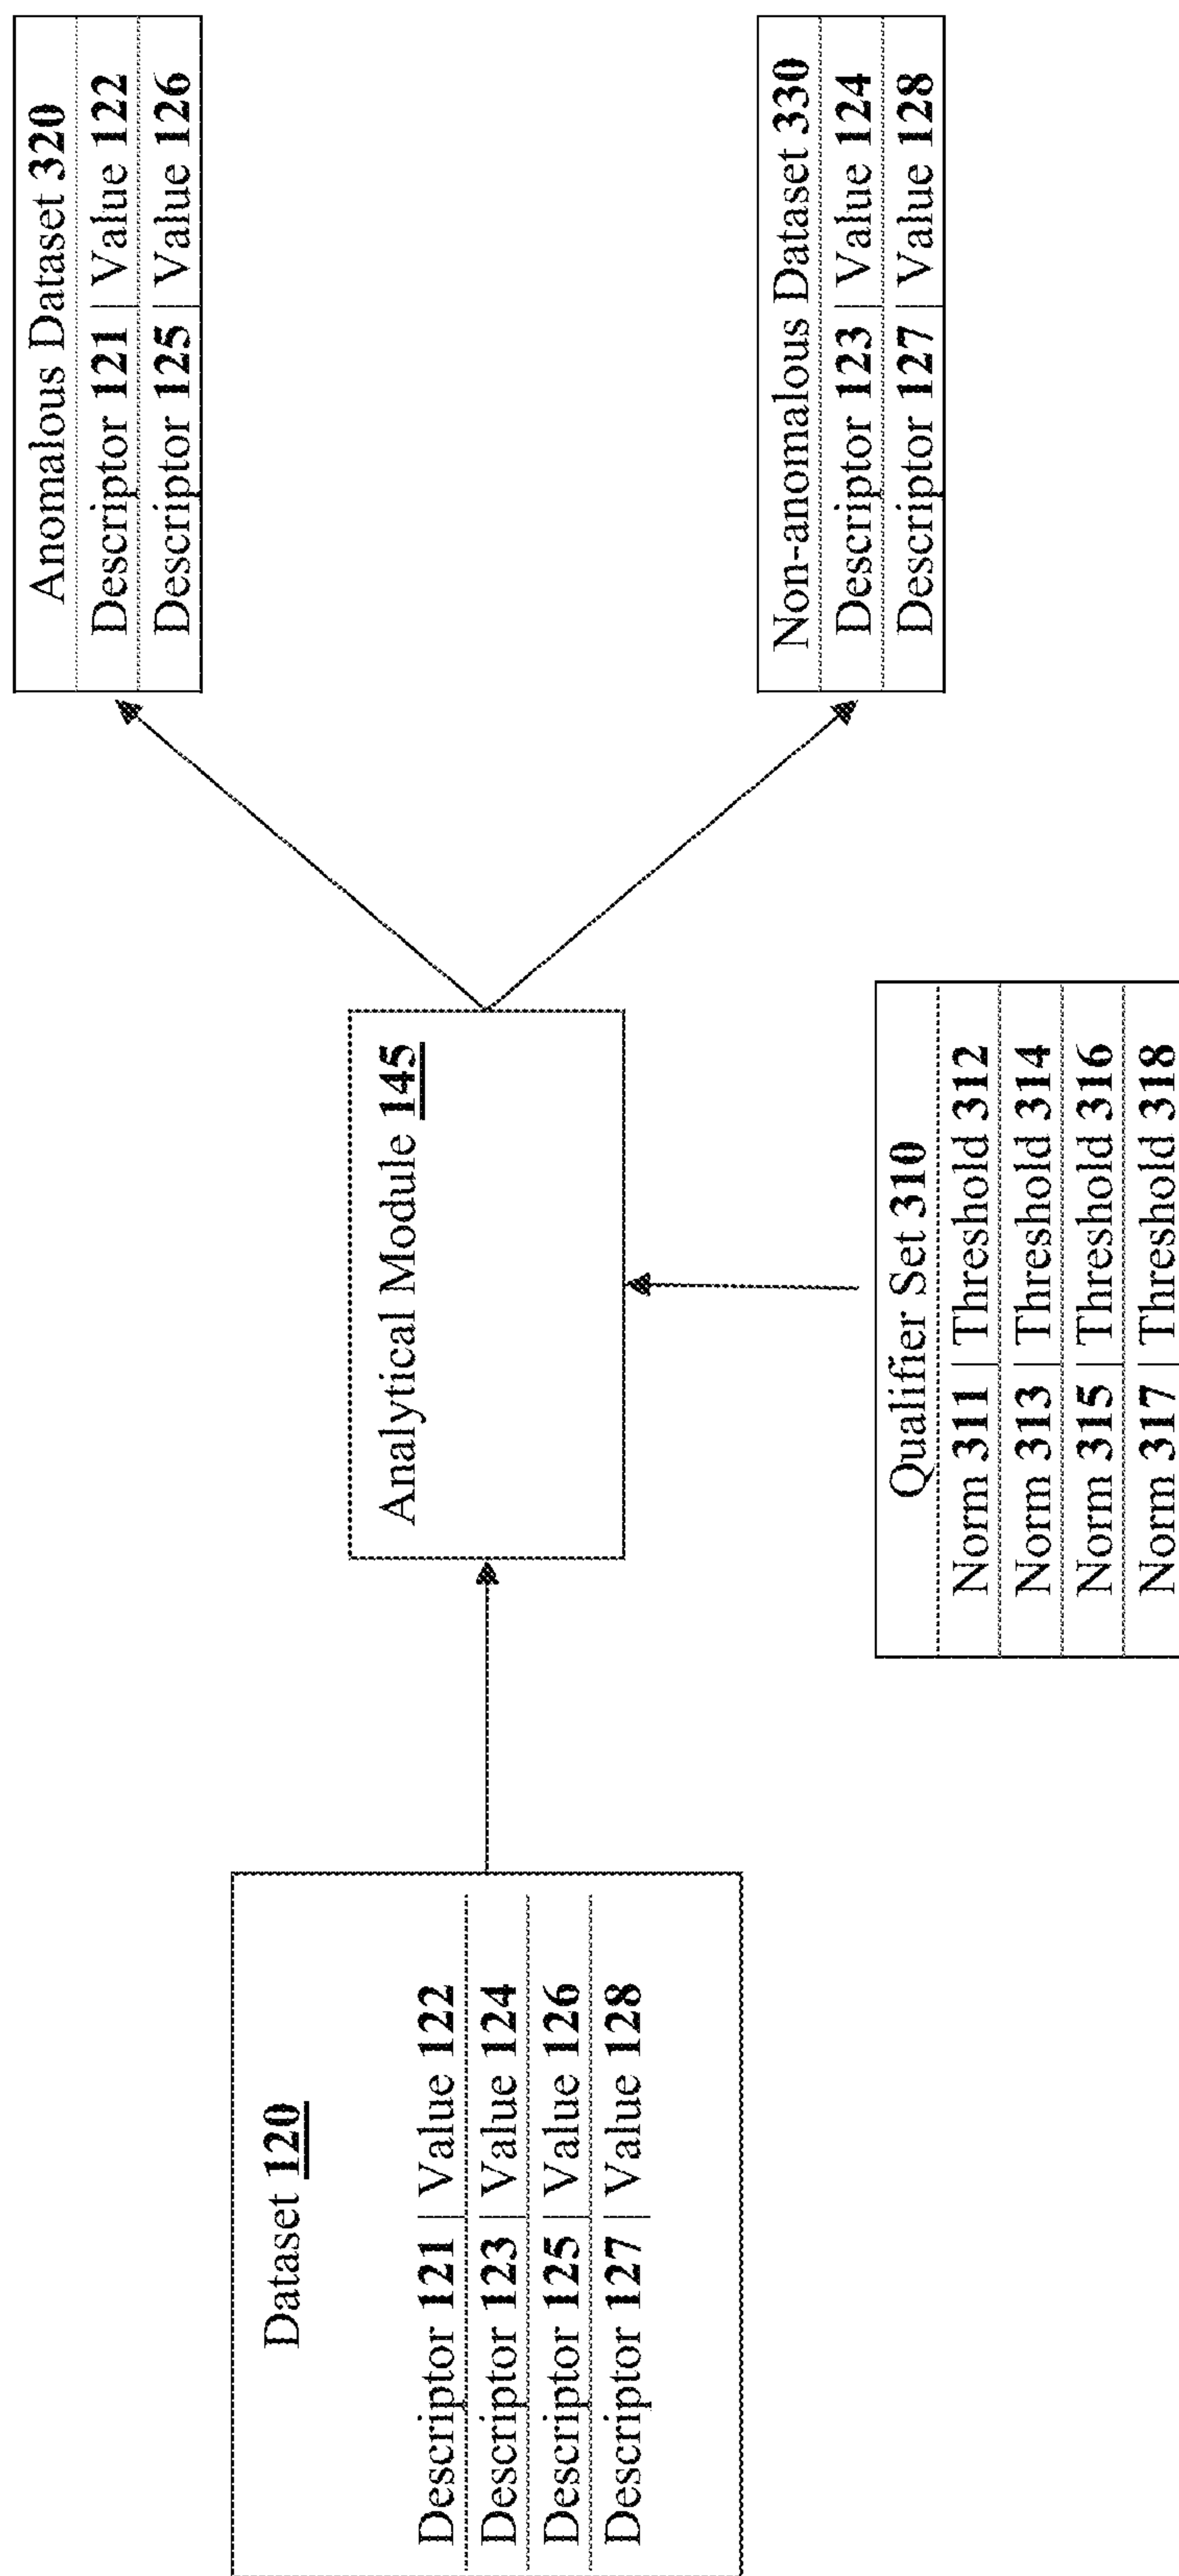 Dataset 120
Descriptor 121 | Value 122
Descriptor 123 | Value 124
Descriptor 125 | Value 126
Descriptor 127 | Value 128
Analytical Module 145
Qualifier Set 310
Norm 311 | Threshold 312
Norm 313 | Threshold 314
Norm 315 | Threshold 316
Norm 317 | Threshold 318
Anomalous Dataset 320
Descriptor 121 | Value 122
Descriptor 125 | Value 126
Non-anomalous Dataset 330
Descriptor 123 | Value 124
Descriptor 127 | Value 128